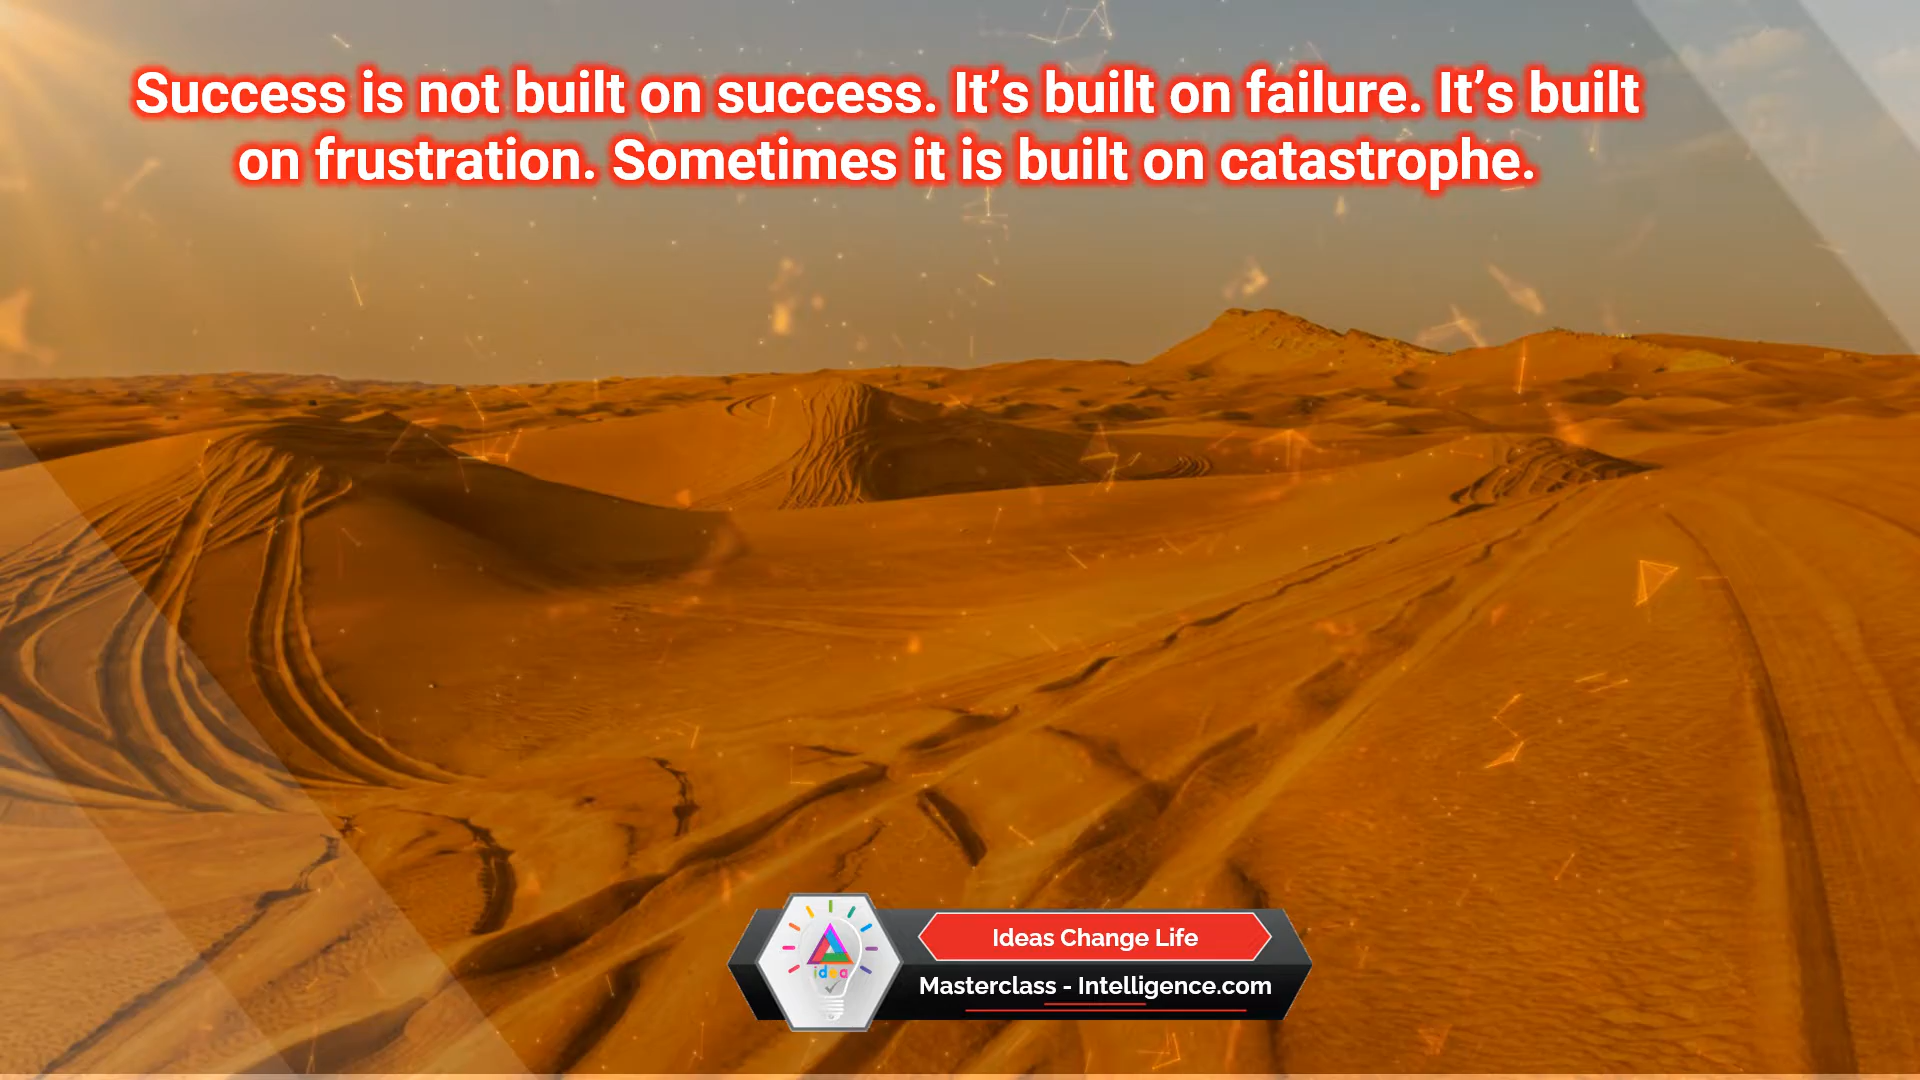 Success is not built on success. It’s built on failure. It’s built
on frustration. Sometimes it is built on catastrophe.
idea
Ideas Change Life
Masterclass - Intelligence.com